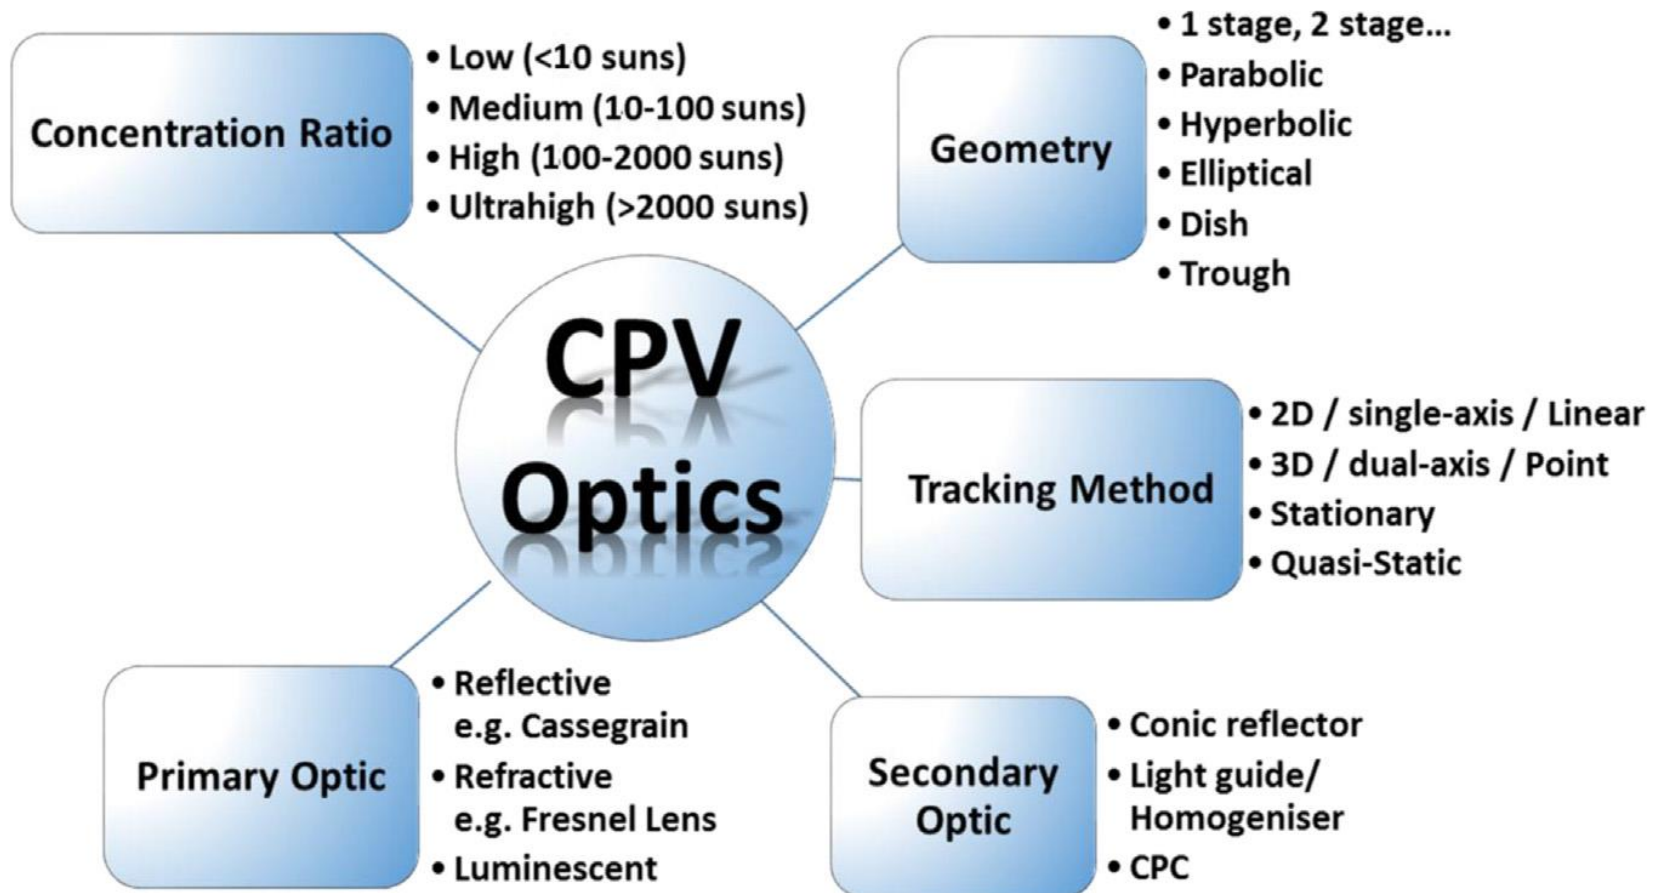 Concentration Ratio
• Low (<10 suns)
• Medium (10-100 suns)
• High (100-2000 suns)
• Ultrahigh (>2000 suns)
Geometry
• 1 stage, 2 stage...
• Parabolic
• Hyperbolic
• Elliptical
• Dish
• Trough
CPV
Optics
Tracking Method
• 2D / single-axis / Linear
• 3D / dual-axis / Point
• Stationary
• Quasi-Static
Primary Optic
• Reflective
e.g. Cassegrain
• Refractive
e.g. Fresnel Lens
• Luminescent
Secondary
Optic
• Conic reflector
• Light guide/
Homogeniser
• CPC